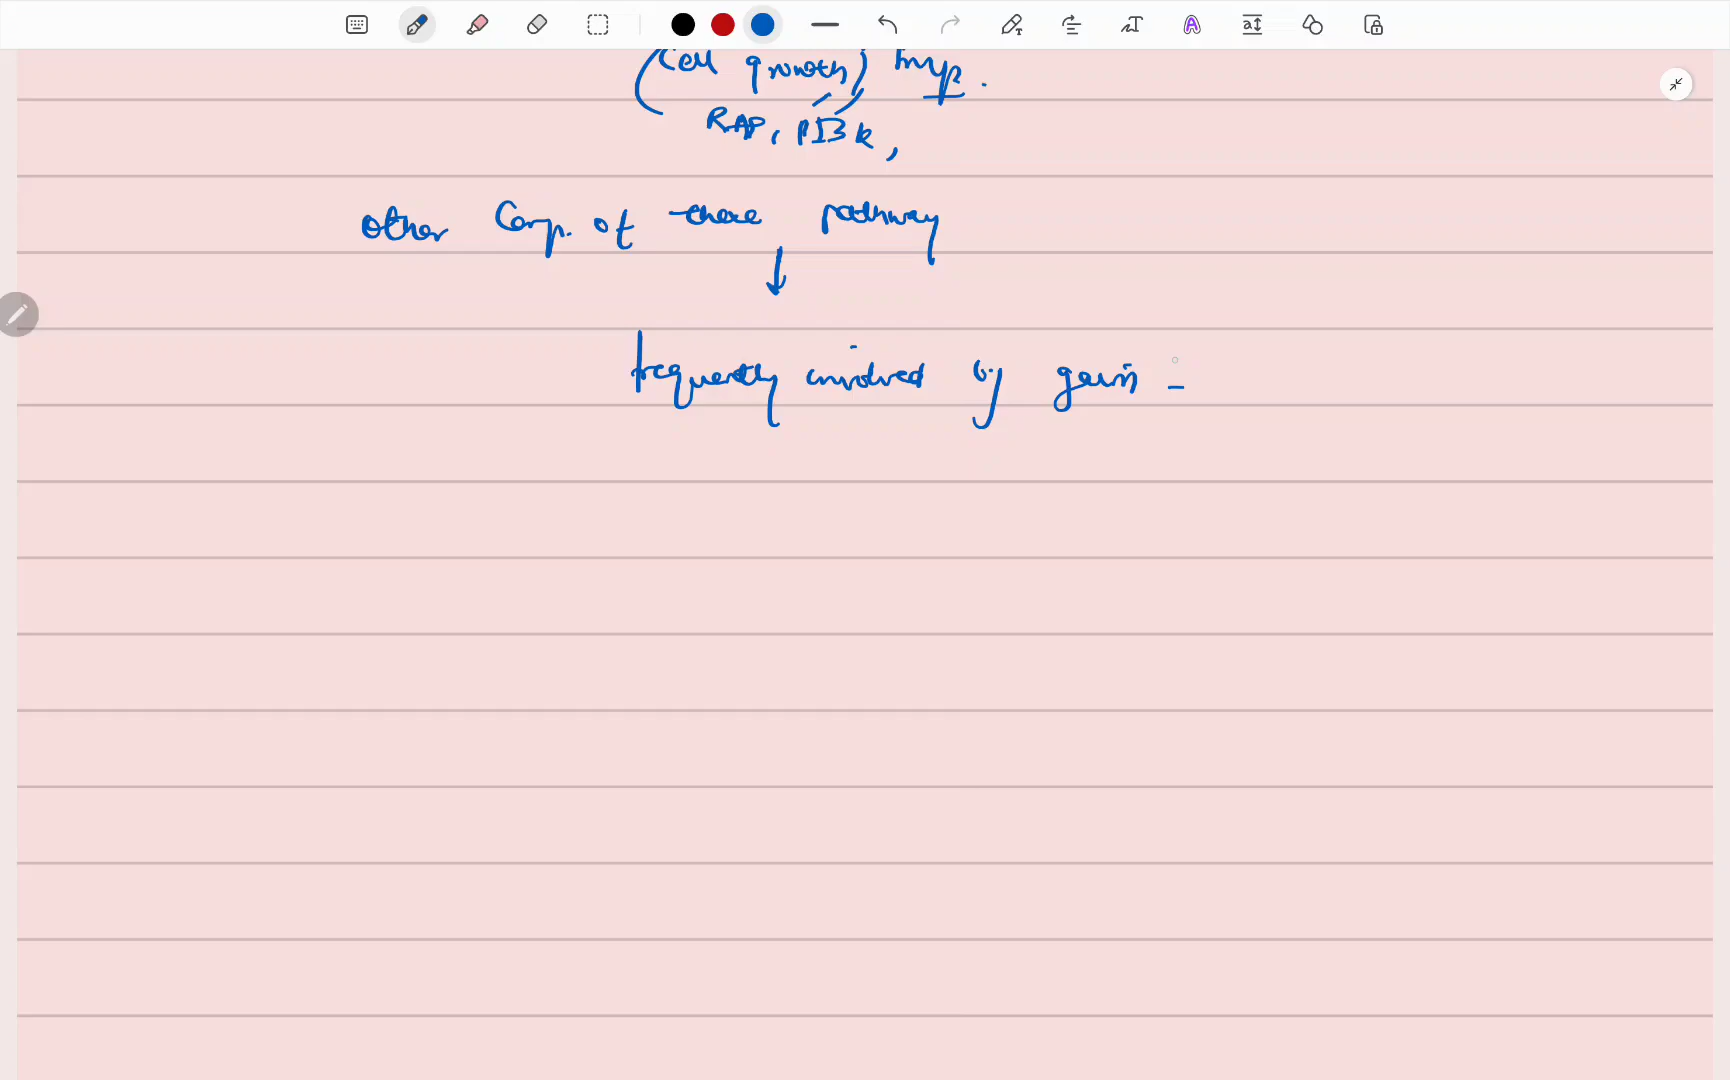 (Cell growth) imp.
RAP, PI3k,
other Comp. of these pathway
frequently involved by gain -